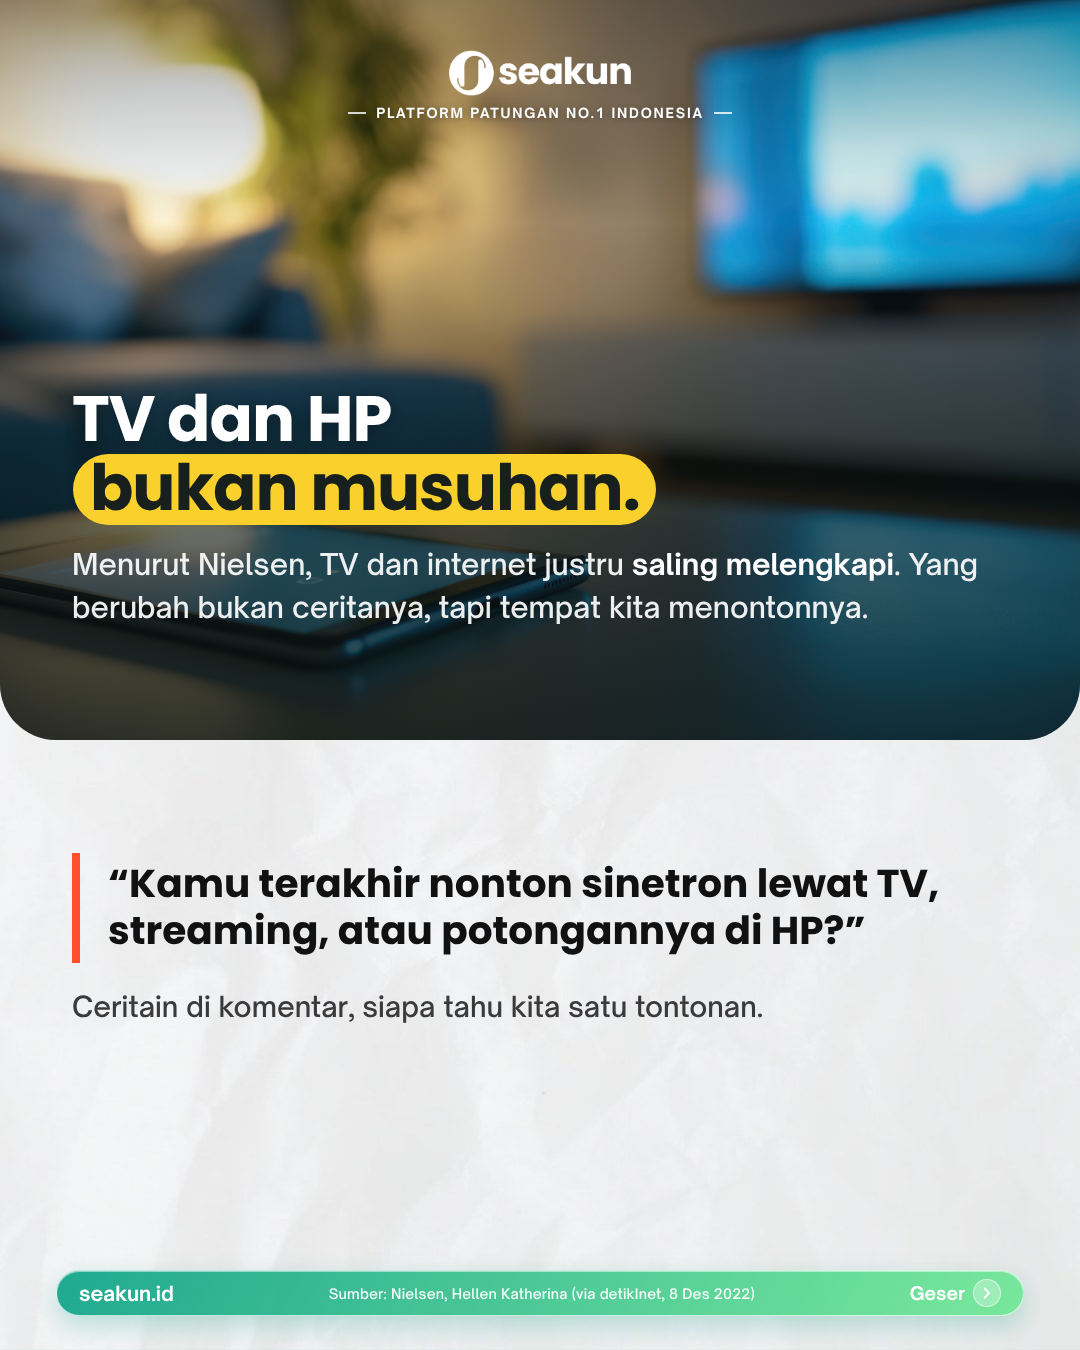 seakun
PLATFORM PATUNGAN NO.1 INDONESIA
TV dan HP
bukan musuhan.
Menurut Nielsen, TV dan internet justru saling melengkapi. Yang
berubah bukan ceritanya, tapi tempat kita menontonnya.
“Kamu terakhir nonton sinetron lewat TV,
streaming, atau potongannya di HP?”
Ceritain di komentar, siapa tahu kita satu tontonan.
seakun.id
Sumber: Nielsen, Hellen Katherina (via detikInet, 8 Des 2022)
Geser